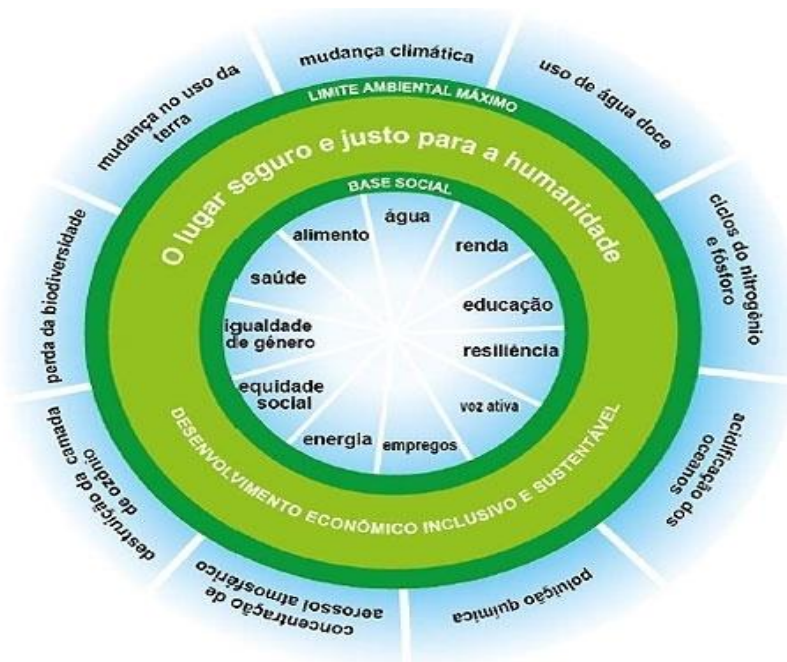 mudança climática
uso de água doce
ciclos do nitrogênio
e fósforo
acidificação dos
oceanos
poluição química
concentração de
aerossol atmosférico
destruição da camada
de ozônio
perda da biodiversidade
mudança no uso da
terra
LIMITE AMBIENTAL MÁXIMO
O lugar seguro e justo para a humanidade
BASE SOCIAL
água
renda
educação
resiliência
voz ativa
empregos
energia
equidade
social
igualdade
de género
saúde
alimento
DESENVOLVIMENTO ECONÔMICO INCLUSIVO E SUSTENTÁVEL